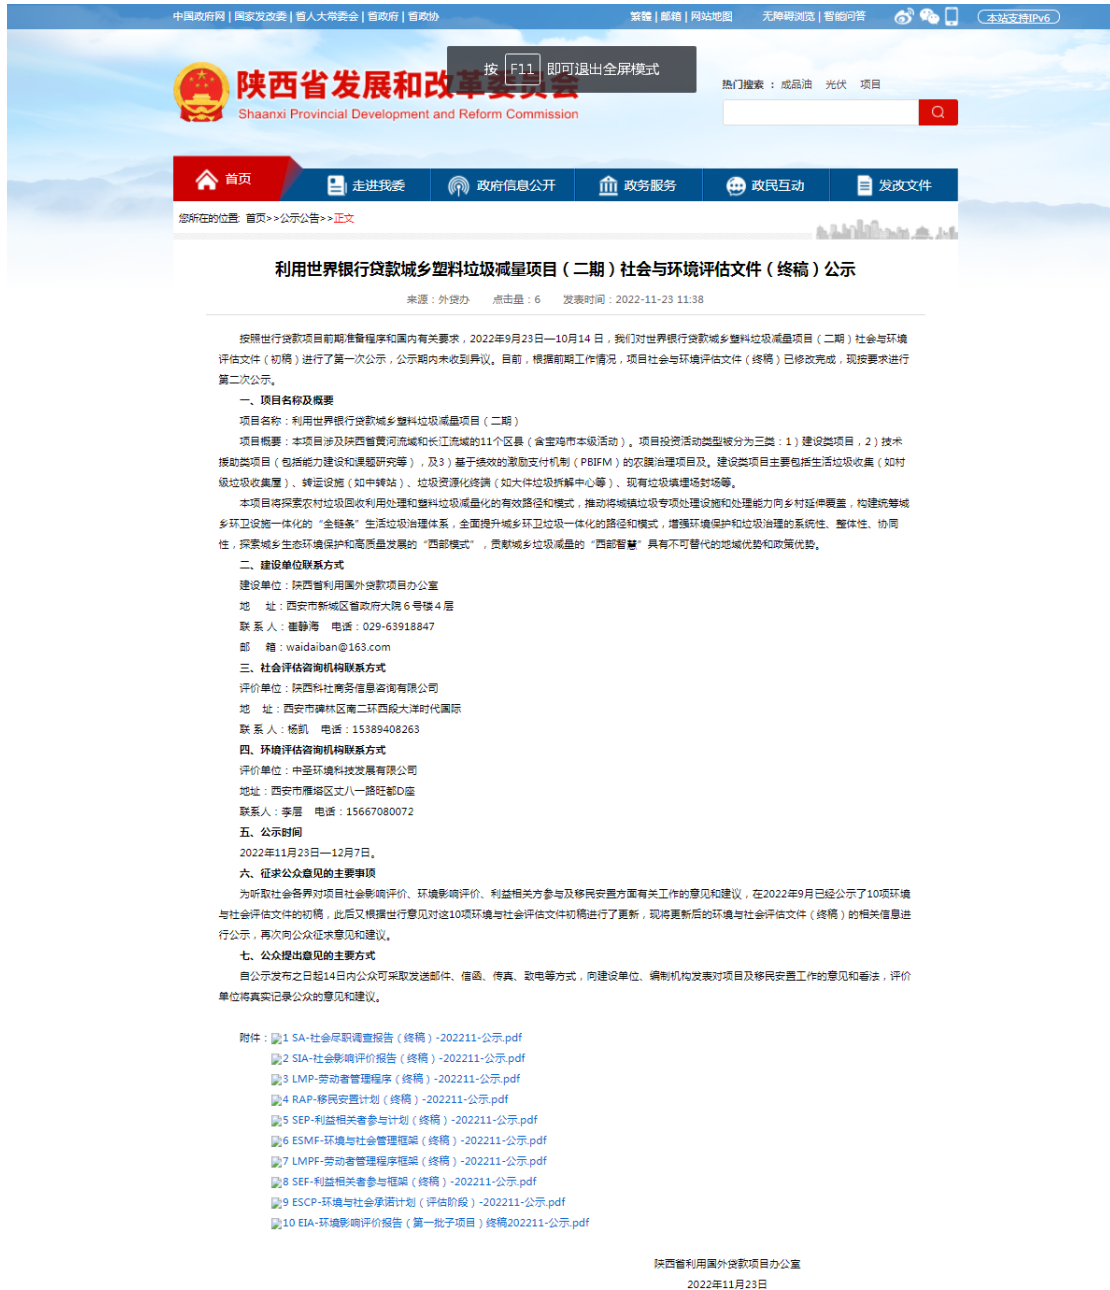 中国政府网 | 国家发改委 | 省人大常委会 | 省政府 | 省政协
繁體 | 邮箱 | 网站地图 无障碍浏览 | 智能问答 本站支持IPv6
按 F11 即可退出全屏模式
陕西省发展和改革委员会
Shaanxi Provincial Development and Reform Commission
热门搜索 ： 成品油 光伏 项目
首页 走进我委 政府信息公开 政务服务 政民互动 发改文件
您所在的位置: 首页>>公示公告>>正文
利用世界银行贷款城乡塑料垃圾减量项目（二期）社会与环境评估文件（终稿）公示
来源：外贷办 点击量：6 发表时间：2022-11-23 11:38
按照世行贷款项目前期准备程序和国内有关要求，2022年9月23日—10月14 日，我们对世界银行贷款城乡塑料垃圾减量项目（二期）社会与环境
评估文件（初稿）进行了第一次公示，公示期内未收到异议。目前，根据前期工作情况，项目社会与环境评估文件（终稿）已修改完成，现按要求进行
第二次公示。
一、项目名称及概要
项目名称：利用世界银行贷款城乡塑料垃圾减量项目（二期）
项目概要：本项目涉及陕西省黄河流域和长江流域的11个区县（含宝鸡市本级活动）。项目投资活动类型被分为三类：1）建设类项目，2）技术
援助类项目（包括能力建设和课题研究等），及3）基于绩效的激励支付机制（PBIFM）的农膜治理项目及。建设类项目主要包括生活垃圾收集（如村
级垃圾收集屋）、转运设施（如中转站）、垃圾资源化终端（如大件垃圾拆解中心等）、现有垃圾填埋场封场等。
本项目将探索农村垃圾回收利用处理和塑料垃圾减量化的有效路径和模式，推动将城镇垃圾专项处理设施和处理能力向乡村延伸覆盖，构建统筹城
乡环卫设施一体化的“全链条”生活垃圾治理体系，全面提升城乡环卫垃圾一体化的路径和模式，增强环境保护和垃圾治理的系统性、整体性、协同
性，探索城乡生态环境保护和高质量发展的“西部模式”，贡献城乡垃圾减量的“西部智慧”具有不可替代的地域优势和政策优势。
二、建设单位联系方式
建设单位：陕西省利用国外贷款项目办公室
地 址：西安市新城区省政府大院６号楼４层
联 系 人：崔静海 电话：029-63918847
邮 箱：waidaiban@163.com
三、社会评估咨询机构联系方式
评价单位：陕西科社商务信息咨询有限公司
地 址：西安市碑林区南二环西段大洋时代国际
联 系 人：杨凯 电话：15389408263
四、环境评估咨询机构联系方式
评价单位：中圣环境科技发展有限公司
地址：西安市雁塔区丈八一路旺都D座
联系人：李层 电话：15667080072
五、公示时间
2022年11月23日—12月7日。
六、征求公众意见的主要事项
为听取社会各界对项目社会影响评价、环境影响评价、利益相关方参与及移民安置方面有关工作的意见和建议，在2022年9月已经公示了10项环境
与社会评估文件的初稿，此后又根据世行意见对这10项环境与社会评估文件初稿进行了更新，现将更新后的环境与社会评估文件（终稿）的相关信息进
行公示，再次向公众征求意见和建议。
七、公众提出意见的主要方式
自公示发布之日起14日内公众可采取发送邮件、信函、传真、致电等方式，向建设单位、编制机构发表对项目及移民安置工作的意见和看法，评价
单位将真实记录公众的意见和建议。
附件：1 SA-社会尽职调查报告（终稿）-202211-公示.pdf
2 SIA-社会影响评价报告（终稿）-202211-公示.pdf
3 LMP-劳动者管理程序（终稿）-202211-公示.pdf
4 RAP-移民安置计划（终稿）-202211-公示.pdf
5 SEP-利益相关者参与计划（终稿）-202211-公示.pdf
6 ESMF-环境与社会管理框架（终稿）-202211-公示.pdf
7 LMPF-劳动者管理程序框架（终稿）-202211-公示.pdf
8 SEF-利益相关者参与框架（终稿）-202211-公示.pdf
9 ESCP-环境与社会承诺计划（评估阶段）-202211-公示.pdf
10 EIA-环境影响评价报告（第一批子项目）终稿202211-公示.pdf
陕西省利用国外贷款项目办公室
2022年11月23日